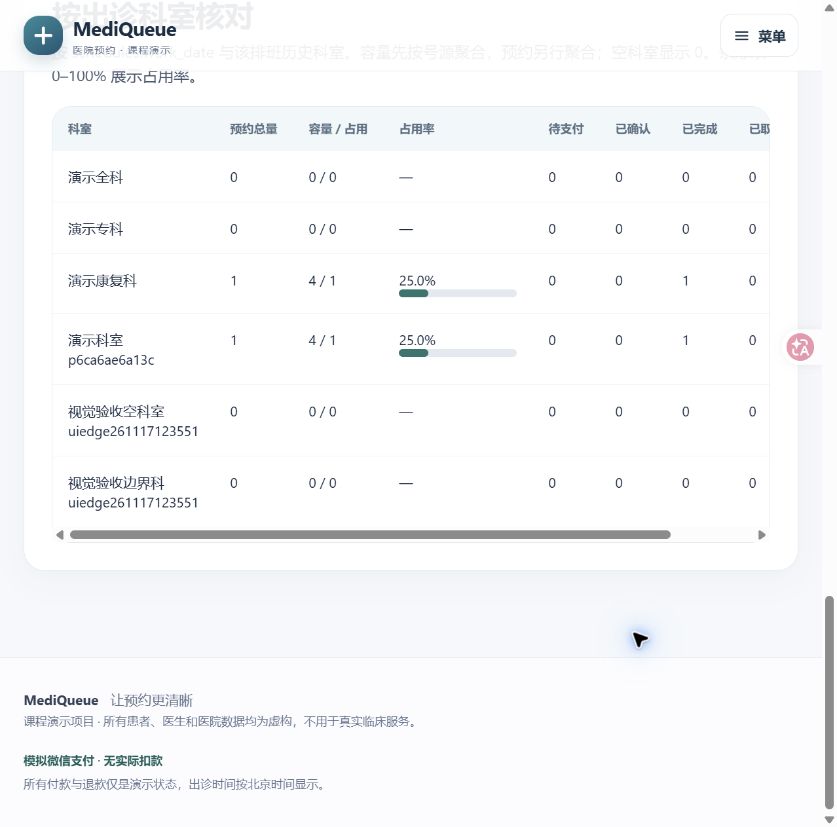 按出诊科室核对
MediQueue
医院预约 · 课程演示
菜单
_date 与该排班历史科室。容量先按号源聚合、预约另行聚合；空科室显示 0。
0–100% 展示占用率。
科室 预约总量 容量 / 占用 占用率 待支付 已确认 已完成 已取
演示全科 0 0 / 0 — 0 0 0 0
演示专科 0 0 / 0 — 0 0 0 0
演示康复科 1 4 / 1 25.0% 0 0 1 0
演示科室 1 4 / 1 25.0% 0 0 1 0
p6ca6ae6a13c
视觉验收空科室 0 0 / 0 — 0 0 0 0
uiedge261117123551
视觉验收边界科 0 0 / 0 — 0 0 0 0
uiedge261117123551
MediQueue 让预约更清晰
课程演示项目 · 所有患者、医生和医院数据均为虚构，不用于真实临床服务。
模拟微信支付 · 无实际扣款
所有付款与退款仅是演示状态，出诊时间按北京时间显示。